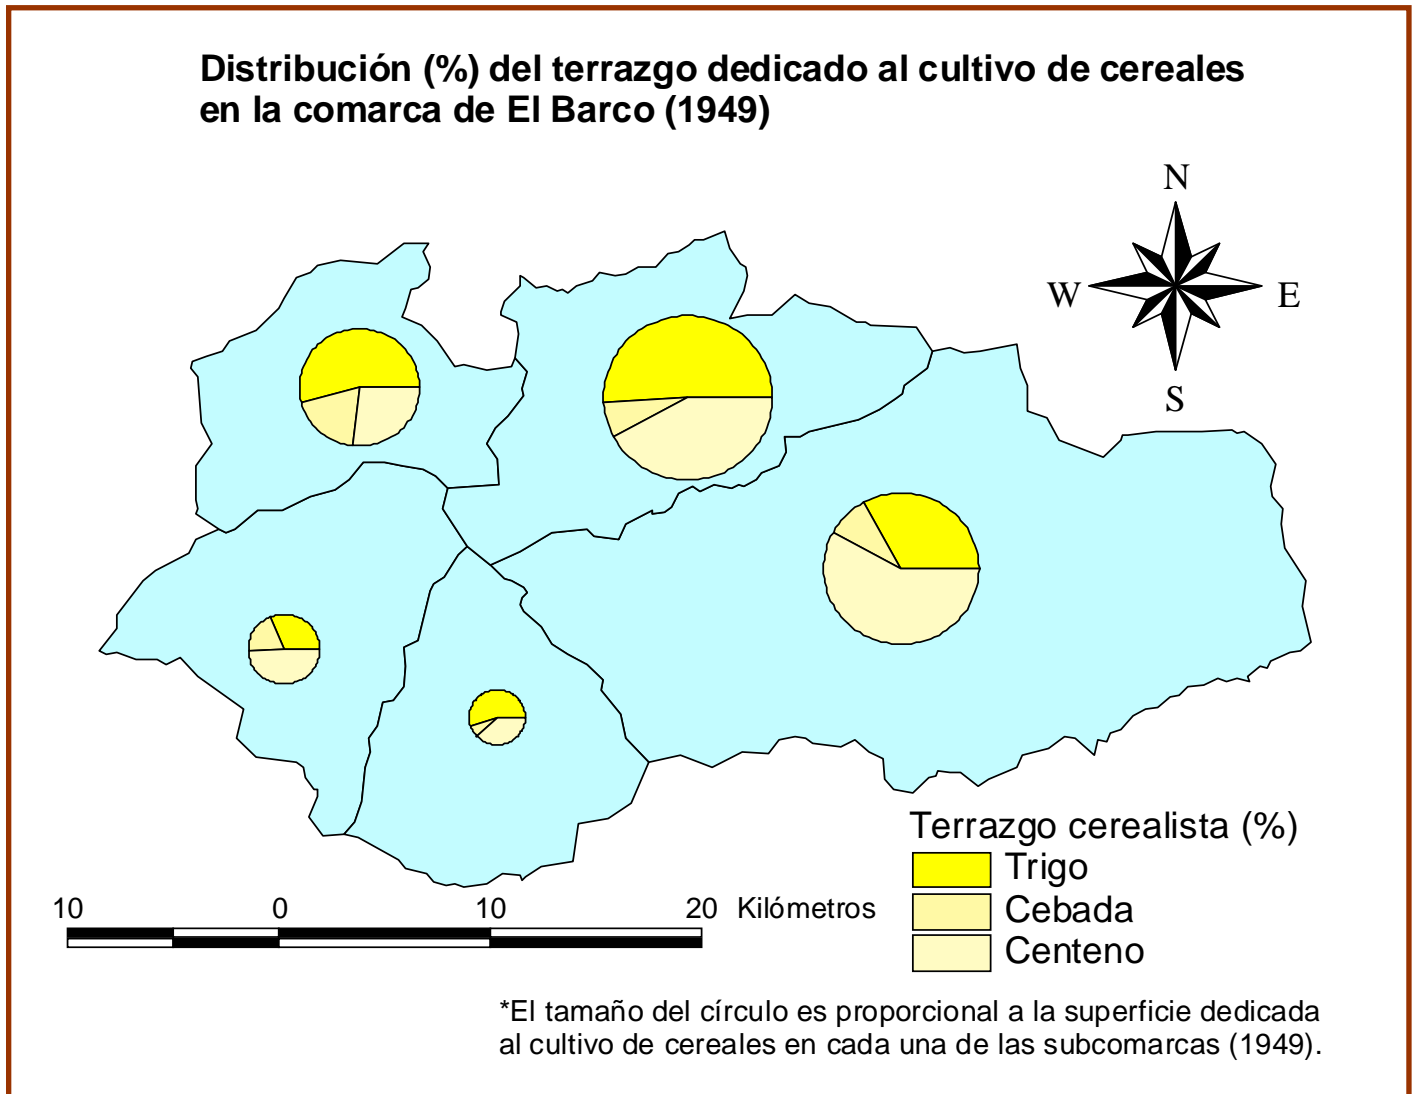 Distribución (%) del terrazgo dedicado al cultivo de cereales
en la comarca de El Barco (1949)
N
W
E
S
Terrazgo cerealista (%)
Trigo
Cebada
Centeno
10 0 10 20 Kilómetros
*El tamaño del círculo es proporcional a la superficie dedicada
al cultivo de cereales en cada una de las subcomarcas (1949).